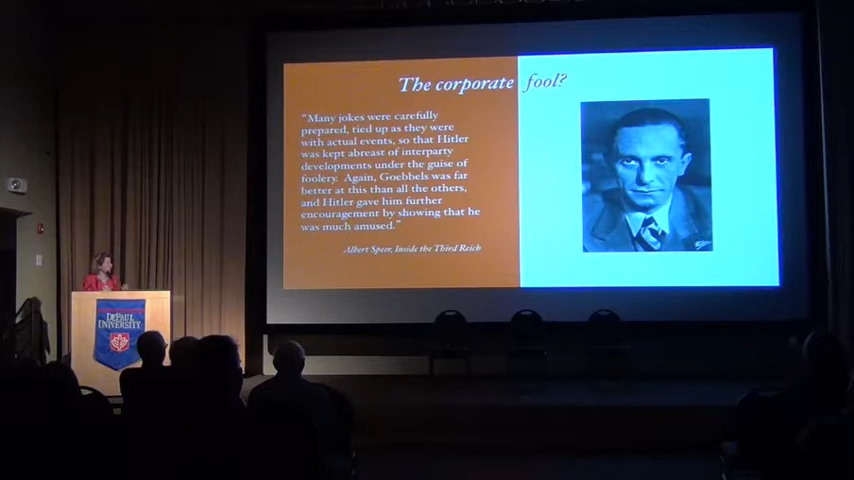 The corporate fool?
"Many jokes were carefully
prepared, tied up as they were
with actual events, so that Hitler
was kept abreast of interparty
developments under the guise of
foolery. Again, Goebbels was far
better at this than all the others,
and Hitler gave him further
encouragement by showing that he
was much amused."
Albert Speer, Inside the Third Reich
DEPAUL
UNIVERSITY